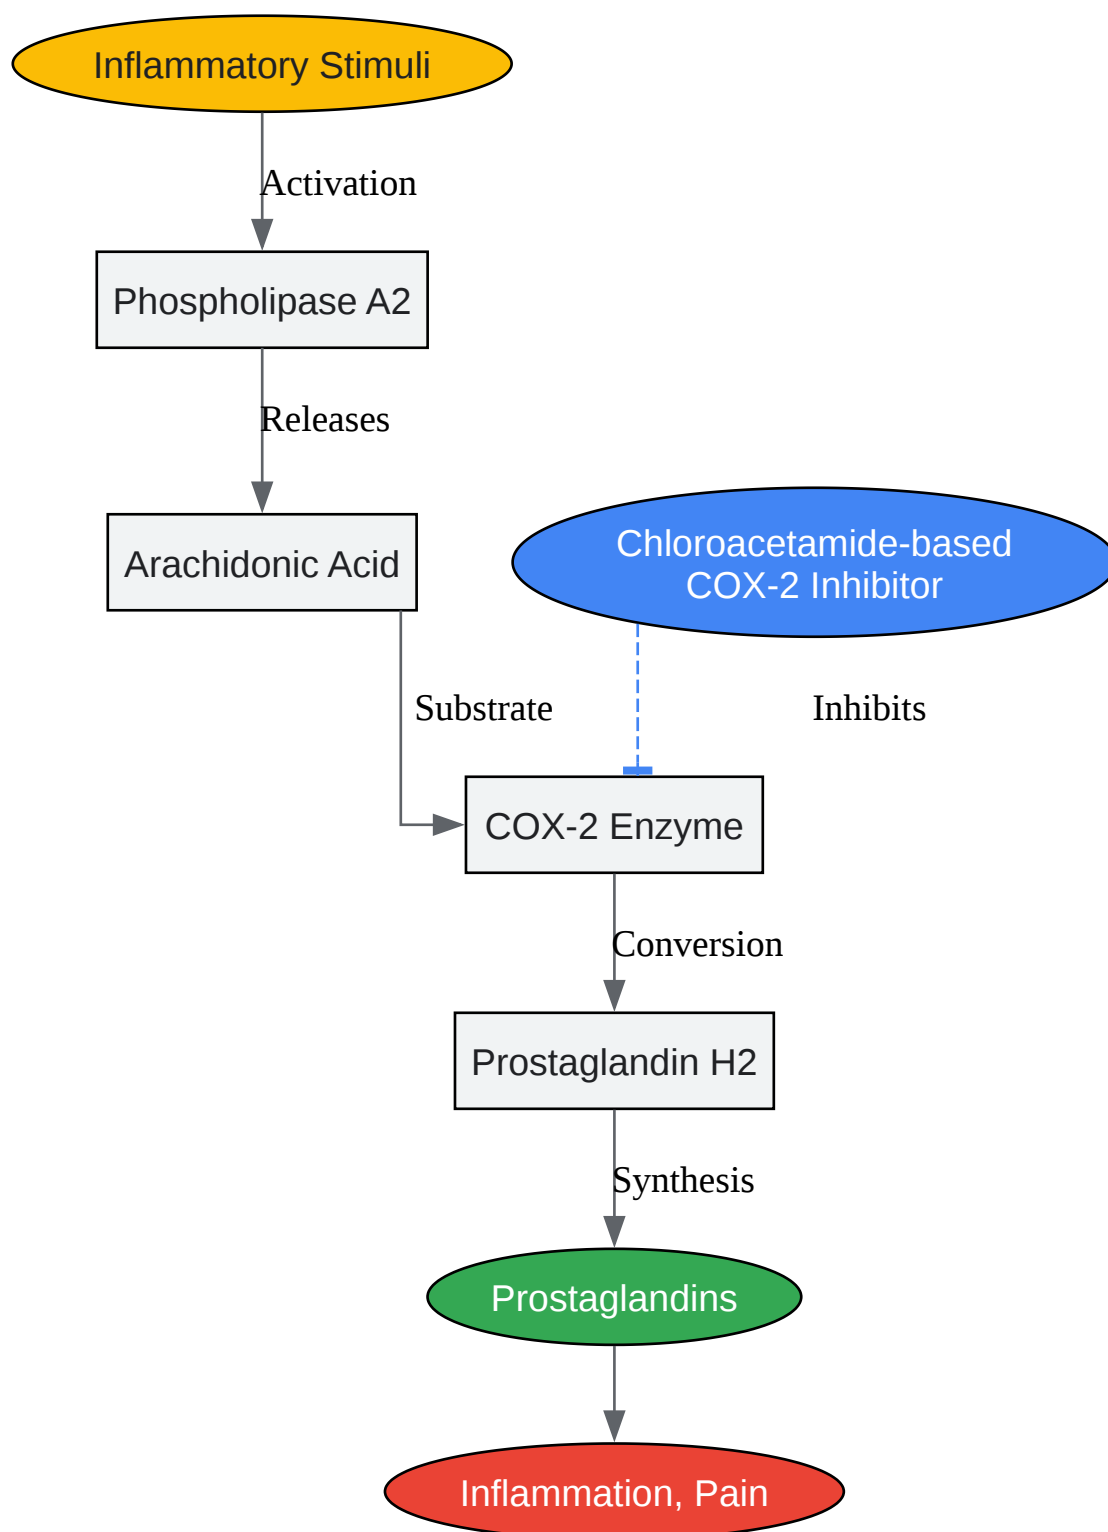 Inflammatory Stimuli
Activation
Phospholipase A2
Releases
Arachidonic Acid
Chloroacetamide-based
COX-2 Inhibitor
Substrate
Inhibits
COX-2 Enzyme
Conversion
Prostaglandin H2
Synthesis
Prostaglandins
Inflammation, Pain